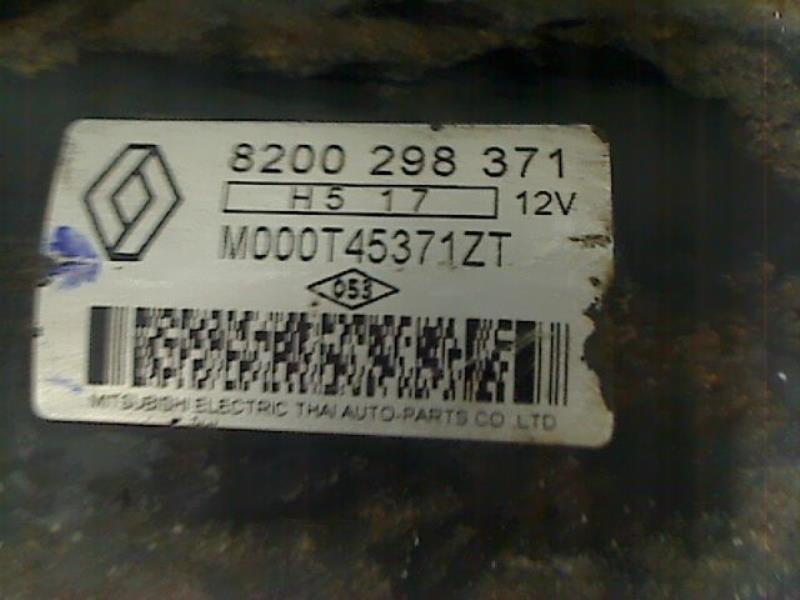 8200 298 371
H5 17 12V
M000T45371ZT
053
MITSUBISHI ELECTRIC THAI AUTO-PARTS CO.,LTD